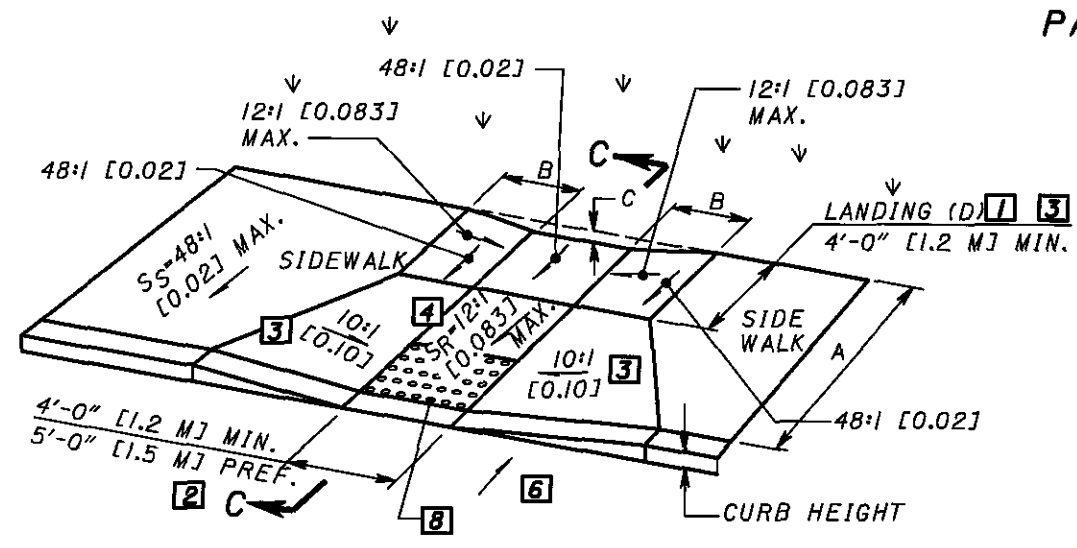 PA
48:1 [0.02]
12:1 [0.083]
MAX.
12:1 [0.083]
MAX.
48:1 [0.02]
C
B
C
B
LANDING (D) 1 3
4'-0" [1.2 M] MIN.
SS=48:1
[0.02] MAX.
SIDEWALK
4
SR=12:1
[0.083]
MAX.
3
10:1
[0.10]
10:1
[0.10]
3
SIDE
WALK
A
48:1 [0.02]
4'-0" [1.2 M] MIN.
5'-0" [1.5 M] PREF.
2
C
8
6
CURB HEIGHT